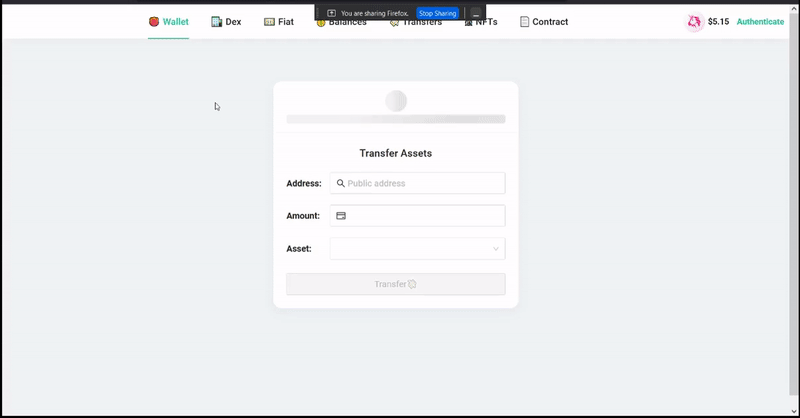 Wallet Dex Fiat Balances Transfers NFTs Contract $5.15 Authenticate
You are sharing Firefox. Stop Sharing
Transfer Assets
Address: Public address
Amount:
Asset:
Transfer